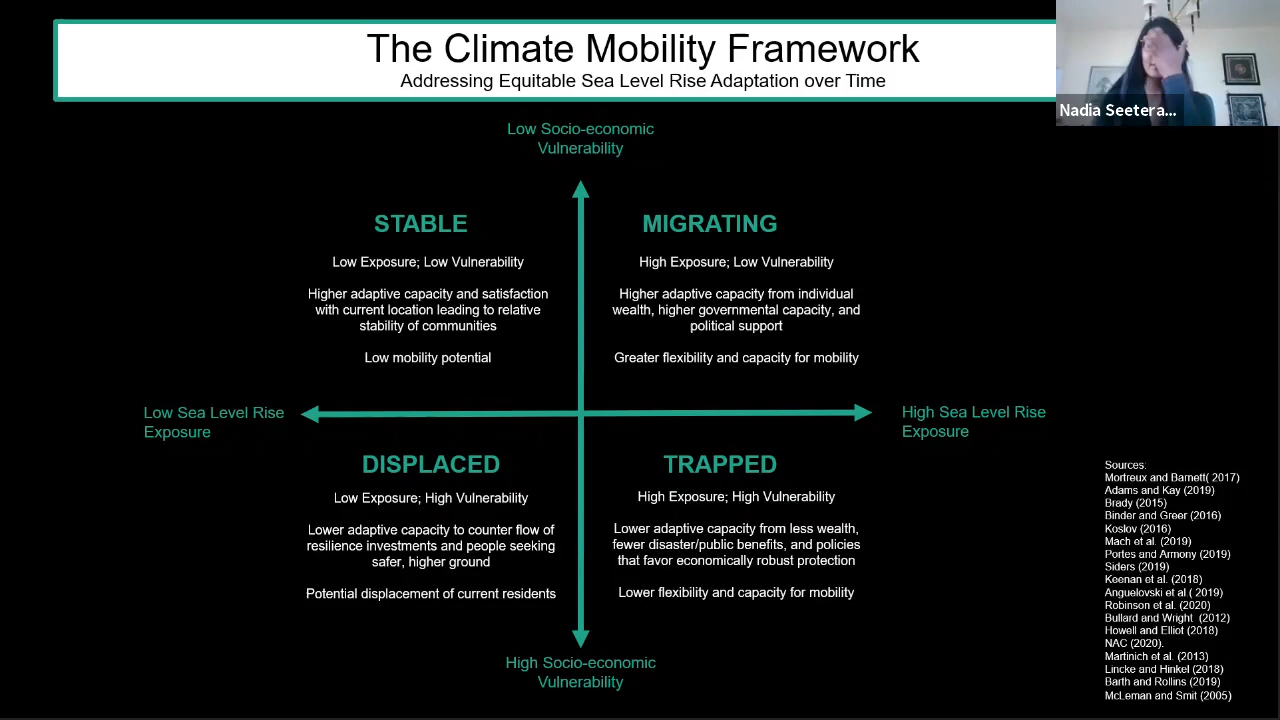 The Climate Mobility Framework
Addressing Equitable Sea Level Rise Adaptation over Time
Nadia Seetera...
Low Socio-economic
Vulnerability
STABLE
Low Exposure; Low Vulnerability
Higher adaptive capacity and satisfaction
with current location leading to relative
stability of communities
Low mobility potential
MIGRATING
High Exposure; Low Vulnerability
Higher adaptive capacity from individual
wealth, higher governmental capacity, and
political support
Greater flexibility and capacity for mobility
Low Sea Level Rise
Exposure
High Sea Level Rise
Exposure
DISPLACED
Low Exposure; High Vulnerability
Lower adaptive capacity to counter flow of
resilience investments and people seeking
safer, higher ground
Potential displacement of current residents
TRAPPED
High Exposure; High Vulnerability
Lower adaptive capacity from less wealth,
fewer disaster/public benefits, and policies
that favor economically robust protection
Lower flexibility and capacity for mobility
High Socio-economic
Vulnerability
Sources:
Mortreux and Barnett( 2017)
Adams and Kay (2019)
Brady (2015)
Binder and Greer (2016)
Koslov (2016)
Mach et al. (2019)
Portes and Armony (2019)
Siders (2019)
Keenan et al. (2018)
Anguelovski et al.( 2019)
Robinson et al. (2020)
Bullard and Wright (2012)
Howell and Elliot (2018)
NAC (2020).
Martinich et al. (2013)
Lincke and Hinkel (2018)
Barth and Rollins (2019)
McLeman and Smit (2005)